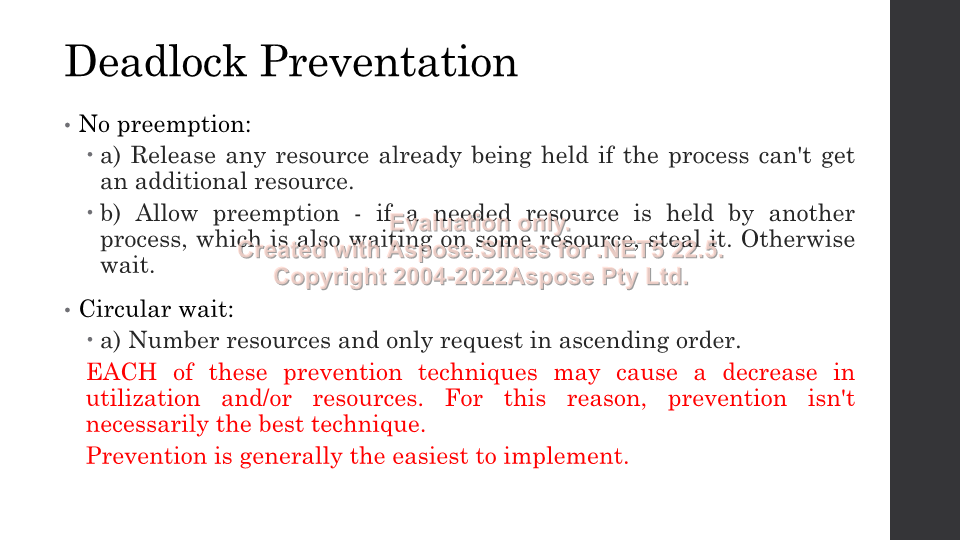 Deadlock Preventation
• No preemption:
• a) Release any resource already being held if the process can't get
an additional resource.
• b) Allow preemption - if a needed resource is held by another
process, which is also waiting on some resource, steal it. Otherwise
wait.
Evaluation only.
Created with Aspose.Slides for .NET5 22.5.
Copyright 2004-2022Aspose Pty Ltd.
• Circular wait:
• a) Number resources and only request in ascending order.
EACH of these prevention techniques may cause a decrease in
utilization and/or resources. For this reason, prevention isn't
necessarily the best technique.
Prevention is generally the easiest to implement.